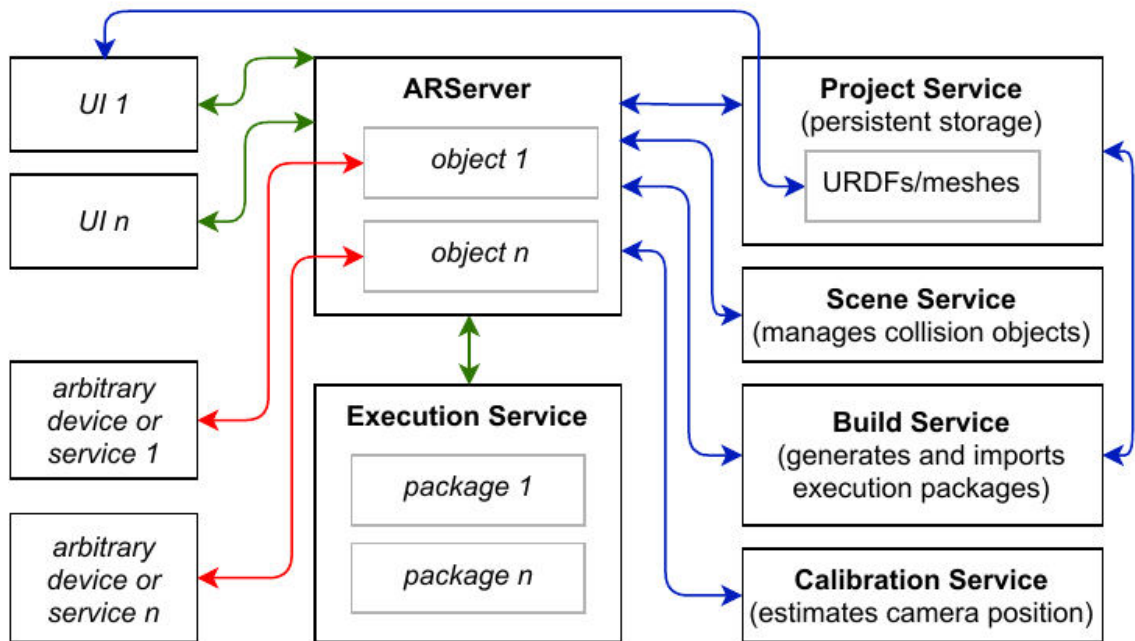 UI 1
UI n
arbitrary
device or
service 1
arbitrary
device or
service n
ARServer
object 1
object n
Execution Service
package 1
package n
Project Service
(persistent storage)
URDFs/meshes
Scene Service
(manages collision objects)
Build Service
(generates and imports
execution packages)
Calibration Service
(estimates camera position)